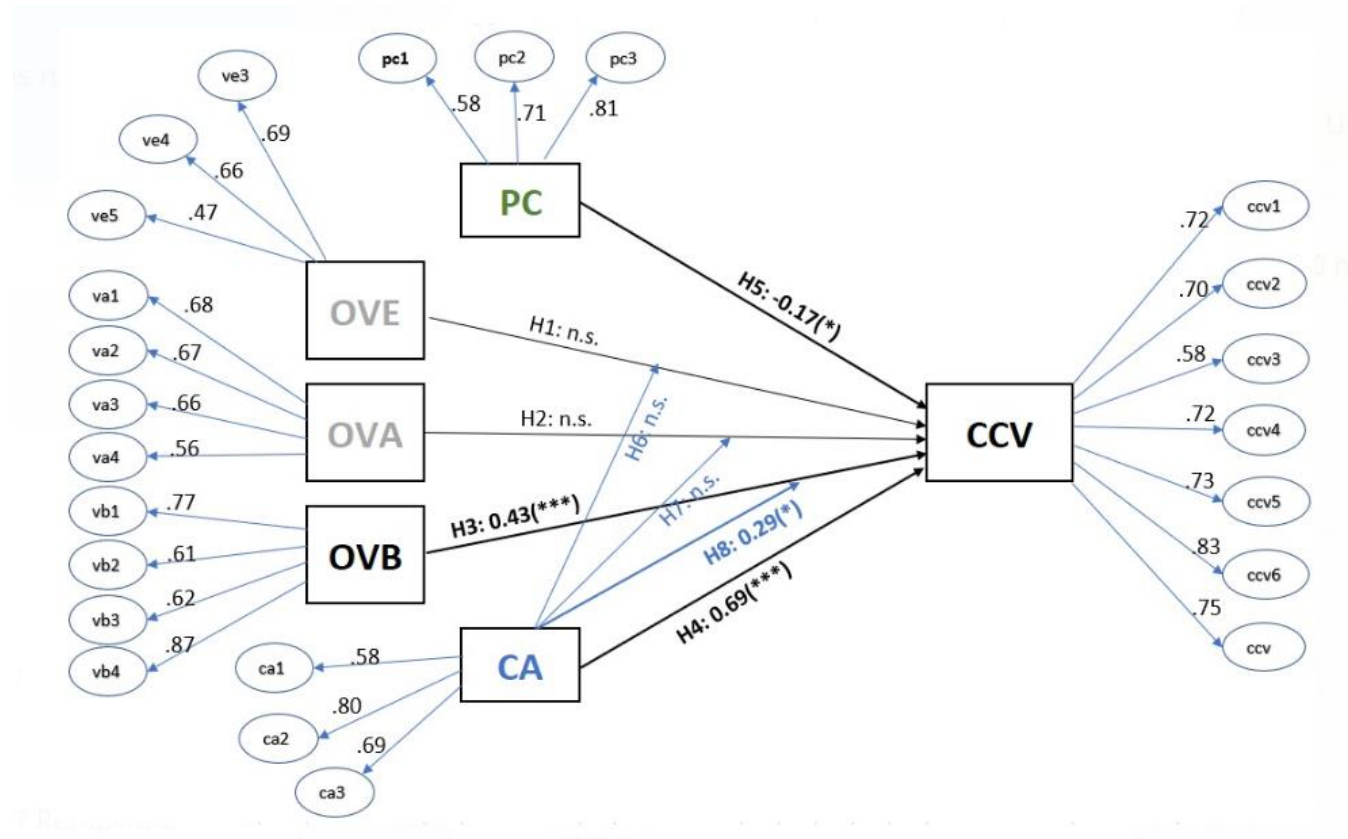 pc1
pc2
pc3
.58
.71
.81
ve3
.69
ve4
.66
ve5
.47
PC
OVE
va1
.68
va2
.67
va3
.66
va4
.56
OVA
vb1
.77
vb2
.61
vb3
.62
vb4
.87
OVB
ca1
.58
ca2
.80
ca3
.69
CA
H5: -0.17(*)
H1: n.s.
H2: n.s.
H6: n.s.
H7: n.s.
H3: 0.43(***)
H8: 0.29(*)
H4: 0.69(***)
CCV
.72
ccv1
.70
ccv2
.58
ccv3
.72
ccv4
.73
ccv5
.83
ccv6
.75
ccv